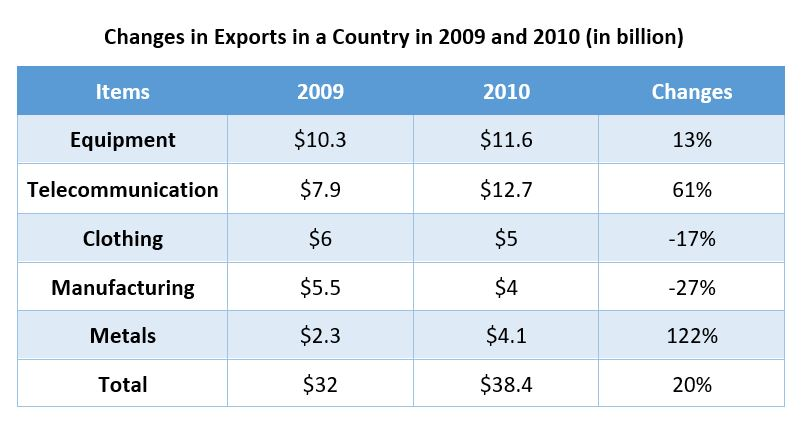 Changes in Exports in a Country in 2009 and 2010 (in billion)
Items 2009 2010 Changes
Equipment $10.3 $11.6 13%
Telecommunication $7.9 $12.7 61%
Clothing $6 $5 -17%
Manufacturing $5.5 $4 -27%
Metals $2.3 $4.1 122%
Total $32 $38.4 20%